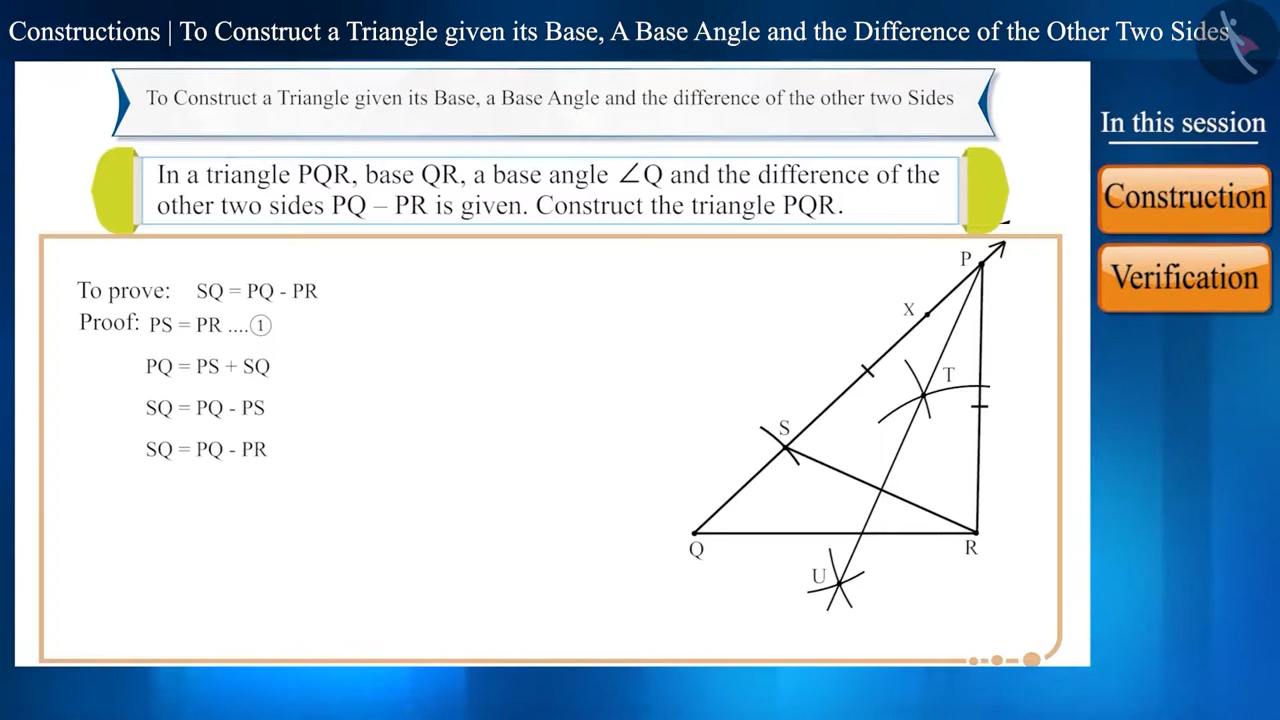 Constructions | To Construct a Triangle given its Base, A Base Angle and the Difference of the Other Two Sides
To Construct a Triangle given its Base, a Base Angle and the difference of the other two Sides
In this session
In a triangle PQR, base QR, a base angle ∠Q and the difference of the
other two sides PQ – PR is given. Construct the triangle PQR.
Construction
Verification
To prove: SQ = PQ - PR
Proof: PS = PR ....①
PQ = PS + SQ
SQ = PQ - PS
SQ = PQ - PR
P
X
T
S
Q
R
U